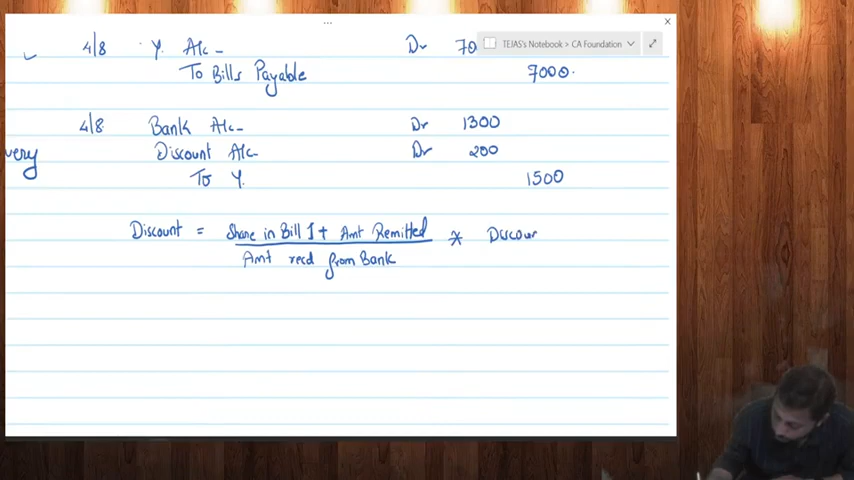 ...
TEJAS's Notebook > CA Foundation
4/8 Y. A/c - Dr 70
To Bills Payable 7000.
4/8 Bank A/c- Dr 1300
very Discount A/c- Dr 200
To Y. 1500
Discount = Share in Bill I + Amt Remitted * Discour
Amt recd from Bank